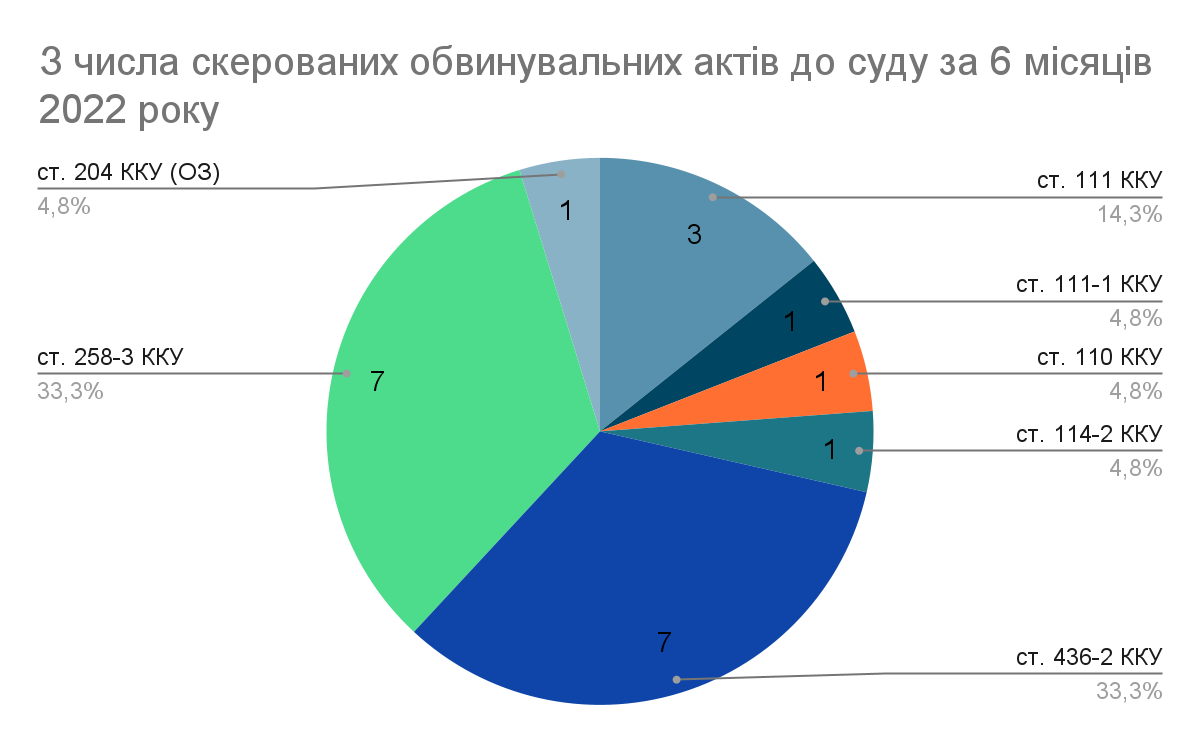 З числа скерованих обвинувальних актів до суду за 6 місяців
2022 року
ст. 204 ККУ (ОЗ)
4,8%
ст. 258-3 ККУ
33,3%
1
3
1
1
1
7
7
ст. 111 ККУ
14,3%
ст. 111-1 ККУ
4,8%
ст. 110 ККУ
4,8%
ст. 114-2 ККУ
4,8%
ст. 436-2 ККУ
33,3%